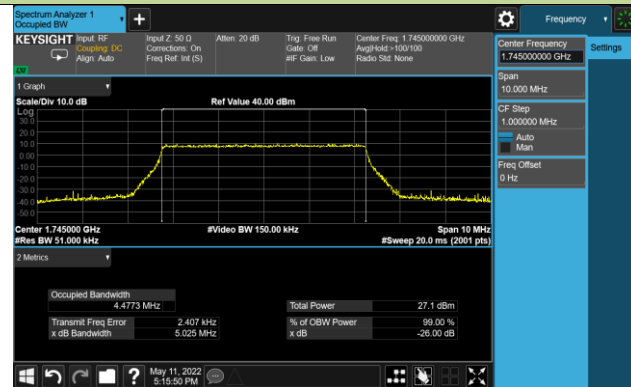 Spectrum Analyzer 1
Occupied BW
Frequency
KEYSIGHT
Input: RF
Coupling: DC
Align: Auto
Input Z: 50 Ω
Corrections: On
Freq Ref: Int (S)
Atten: 20 dB
Trig: Free Run
Gate: Off
#IF Gain: Low
Center Freq: 1.745000000 GHz
Avg|Hold:>100/100
Radio Std: None
Center Frequency
1.745000000 GHz
Settings
Span
10.000 MHz
CF Step
1.000000 MHz
Auto
Man
Freq Offset
0 Hz
1 Graph
Scale/Div 10.0 dB
Ref Value 40.00 dBm
Log
30.0
20.0
10.0
0.00
-10.0
-20.0
-30.0
-40.0
-50.0
Center 1.745000 GHz
#Video BW 150.00 kHz
Span 10 MHz
#Res BW 51.000 kHz
#Sweep 20.0 ms (2001 pts)
2 Metrics
Occupied Bandwidth
4.4773 MHz
Total Power 27.1 dBm
Transmit Freq Error 2.407 kHz
% of OBW Power 99.00 %
x dB Bandwidth 5.025 MHz
x dB -26.00 dB
May 11, 2022
5:15:50 PM